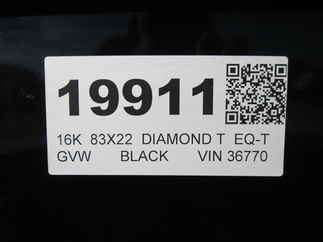 19911
16K 83X22 DIAMOND T EQ-T
GVW BLACK VIN 36770